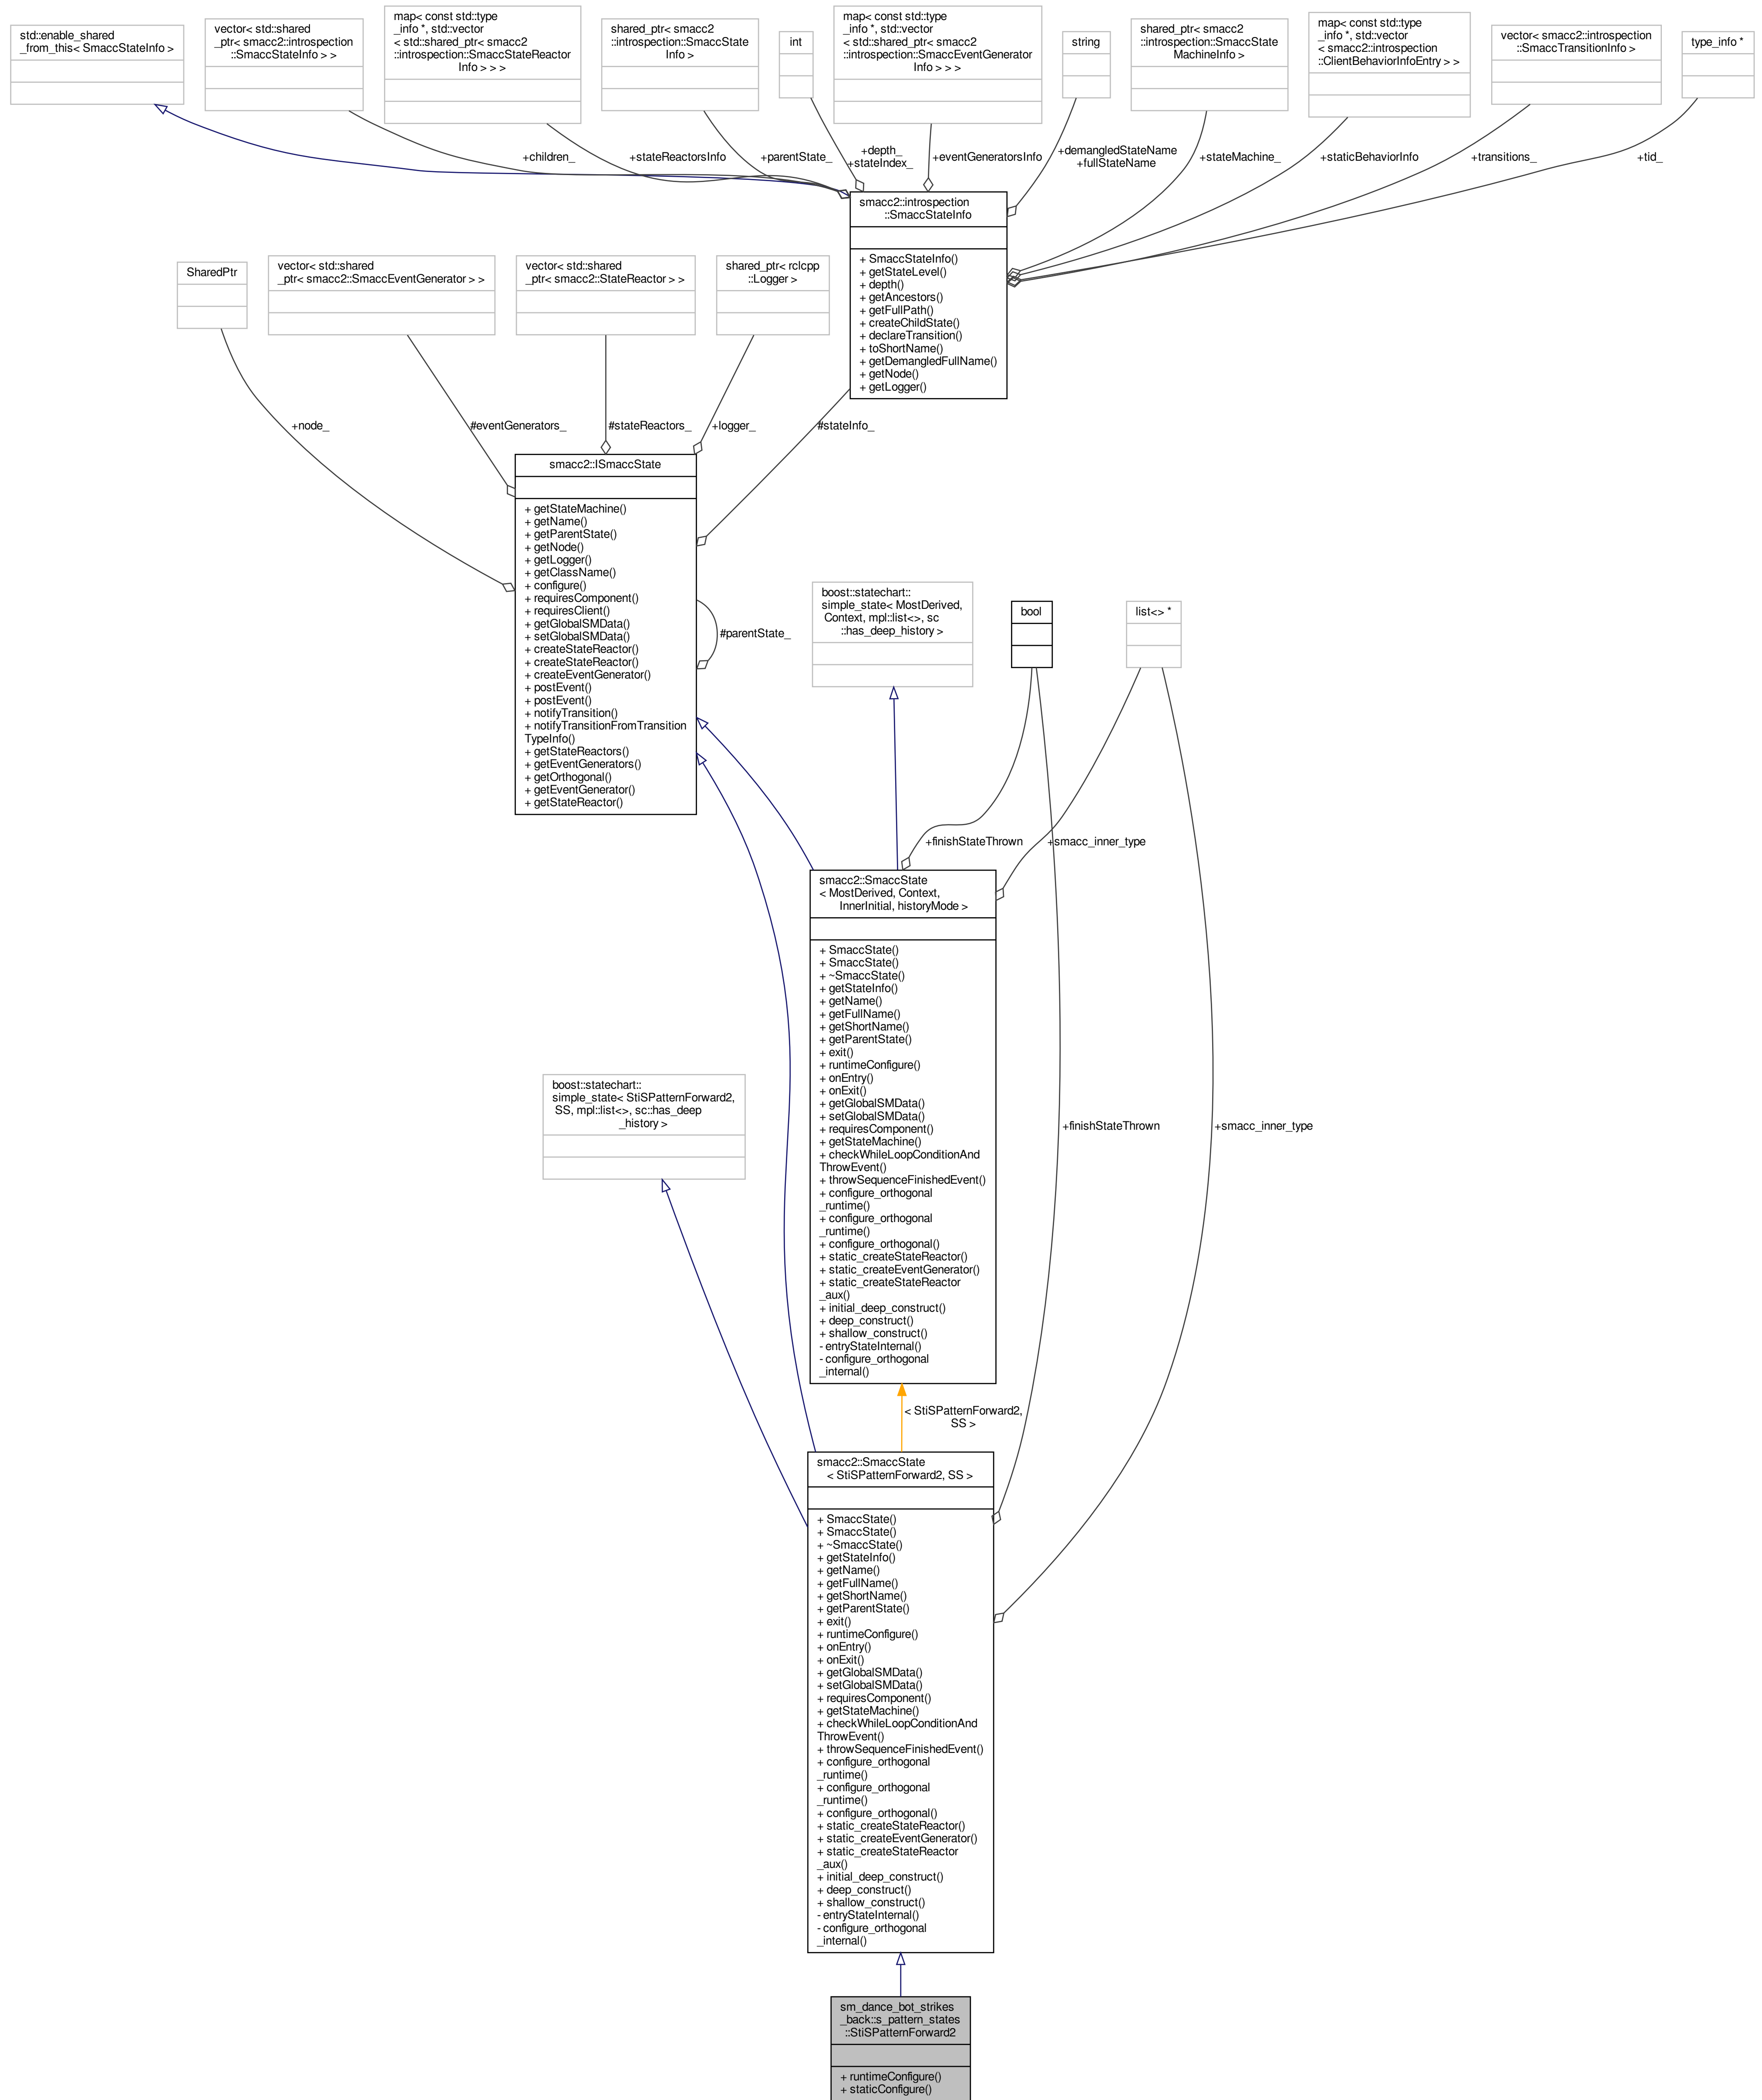 std::enable_shared
_from_this< SmaccStateInfo >
vector< std::shared
_ptr< smacc2::introspection
::SmaccStateInfo > >
map< const std::type
_info *, std::vector
< std::shared_ptr< smacc2
::introspection::SmaccStateReactor
Info > > >
shared_ptr< smacc2
::introspection::SmaccState
Info >
int
map< const std::type
_info *, std::vector
< std::shared_ptr< smacc2
::introspection::SmaccEventGenerator
Info > > >
string
shared_ptr< smacc2
::introspection::SmaccState
MachineInfo >
map< const std::type
_info *, std::vector
< smacc2::introspection
::ClientBehaviorInfoEntry > >
vector< smacc2::introspection
::SmaccTransitionInfo >
type_info *
+children_
+stateReactorsInfo
+parentState_
+depth_
+stateIndex_
+eventGeneratorsInfo
+demangledStateName
+fullStateName
+stateMachine_
+staticBehaviorInfo
+transitions_
+tid_
smacc2::introspection
::SmaccStateInfo
+ SmaccStateInfo()
+ getStateLevel()
+ depth()
+ getAncestors()
+ getFullPath()
+ createChildState()
+ declareTransition()
+ toShortName()
+ getDemangledFullName()
+ getNode()
+ getLogger()
SharedPtr
vector< std::shared
_ptr< smacc2::SmaccEventGenerator > >
vector< std::shared
_ptr< smacc2::StateReactor > >
shared_ptr< rclcpp
::Logger >
+node_
#eventGenerators_
#stateReactors_
+logger_
#stateInfo_
smacc2::ISmaccState
+ getStateMachine()
+ getName()
+ getParentState()
+ getNode()
+ getLogger()
+ getClassName()
+ configure()
+ requiresComponent()
+ requiresClient()
+ getGlobalSMData()
+ setGlobalSMData()
+ createStateReactor()
+ createStateReactor()
+ createEventGenerator()
+ postEvent()
+ postEvent()
+ notifyTransition()
+ notifyTransitionFromTransition
TypeInfo()
+ getStateReactors()
+ getEventGenerators()
+ getOrthogonal()
+ getEventGenerator()
+ getStateReactor()
#parentState_
boost::statechart::
simple_state< MostDerived,
Context, mpl::list<>, sc
::has_deep_history >
bool
list<> *
+finishStateThrown
+smacc_inner_type
smacc2::SmaccState
< MostDerived, Context,
InnerInitial, historyMode >
+ SmaccState()
+ SmaccState()
+ ~SmaccState()
+ getStateInfo()
+ getName()
+ getFullName()
+ getShortName()
+ getParentState()
+ exit()
+ runtimeConfigure()
+ onEntry()
+ onExit()
+ getGlobalSMData()
+ setGlobalSMData()
+ requiresComponent()
+ getStateMachine()
+ checkWhileLoopConditionAnd
ThrowEvent()
+ throwSequenceFinishedEvent()
+ configure_orthogonal
_runtime()
+ configure_orthogonal
_runtime()
+ configure_orthogonal()
+ static_createStateReactor()
+ static_createEventGenerator()
+ static_createStateReactor
_aux()
+ initial_deep_construct()
+ deep_construct()
+ shallow_construct()
- entryStateInternal()
- configure_orthogonal
_internal()
boost::statechart::
simple_state< StiSPatternForward2,
SS, mpl::list<>, sc::has_deep
_history >
+finishStateThrown
+smacc_inner_type
< StiSPatternForward2,
SS >
smacc2::SmaccState
< StiSPatternForward2, SS >
+ SmaccState()
+ SmaccState()
+ ~SmaccState()
+ getStateInfo()
+ getName()
+ getFullName()
+ getShortName()
+ getParentState()
+ exit()
+ runtimeConfigure()
+ onEntry()
+ onExit()
+ getGlobalSMData()
+ setGlobalSMData()
+ requiresComponent()
+ getStateMachine()
+ checkWhileLoopConditionAnd
ThrowEvent()
+ throwSequenceFinishedEvent()
+ configure_orthogonal
_runtime()
+ configure_orthogonal
_runtime()
+ configure_orthogonal()
+ static_createStateReactor()
+ static_createEventGenerator()
+ static_createStateReactor
_aux()
+ initial_deep_construct()
+ deep_construct()
+ shallow_construct()
- entryStateInternal()
- configure_orthogonal
_internal()
sm_dance_bot_strikes
_back::s_pattern_states
::StiSPatternForward2
+ runtimeConfigure()
+ staticConfigure()